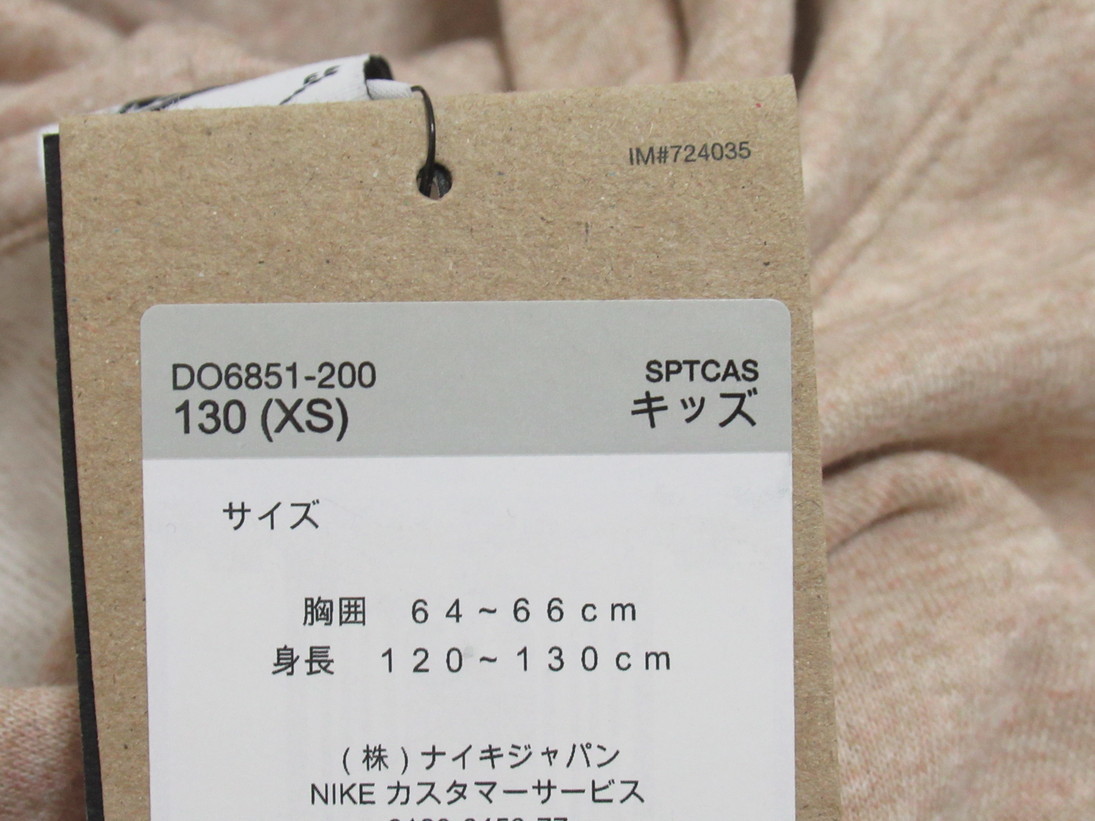 IM#724035
DO6851-200
SPTCAS
130 (XS)
キッズ
サイズ
胸囲　６４～６６ｃｍ
身長　１２０～１３０ｃｍ
（株）ナイキジャパン
NIKE カスタマーサービス